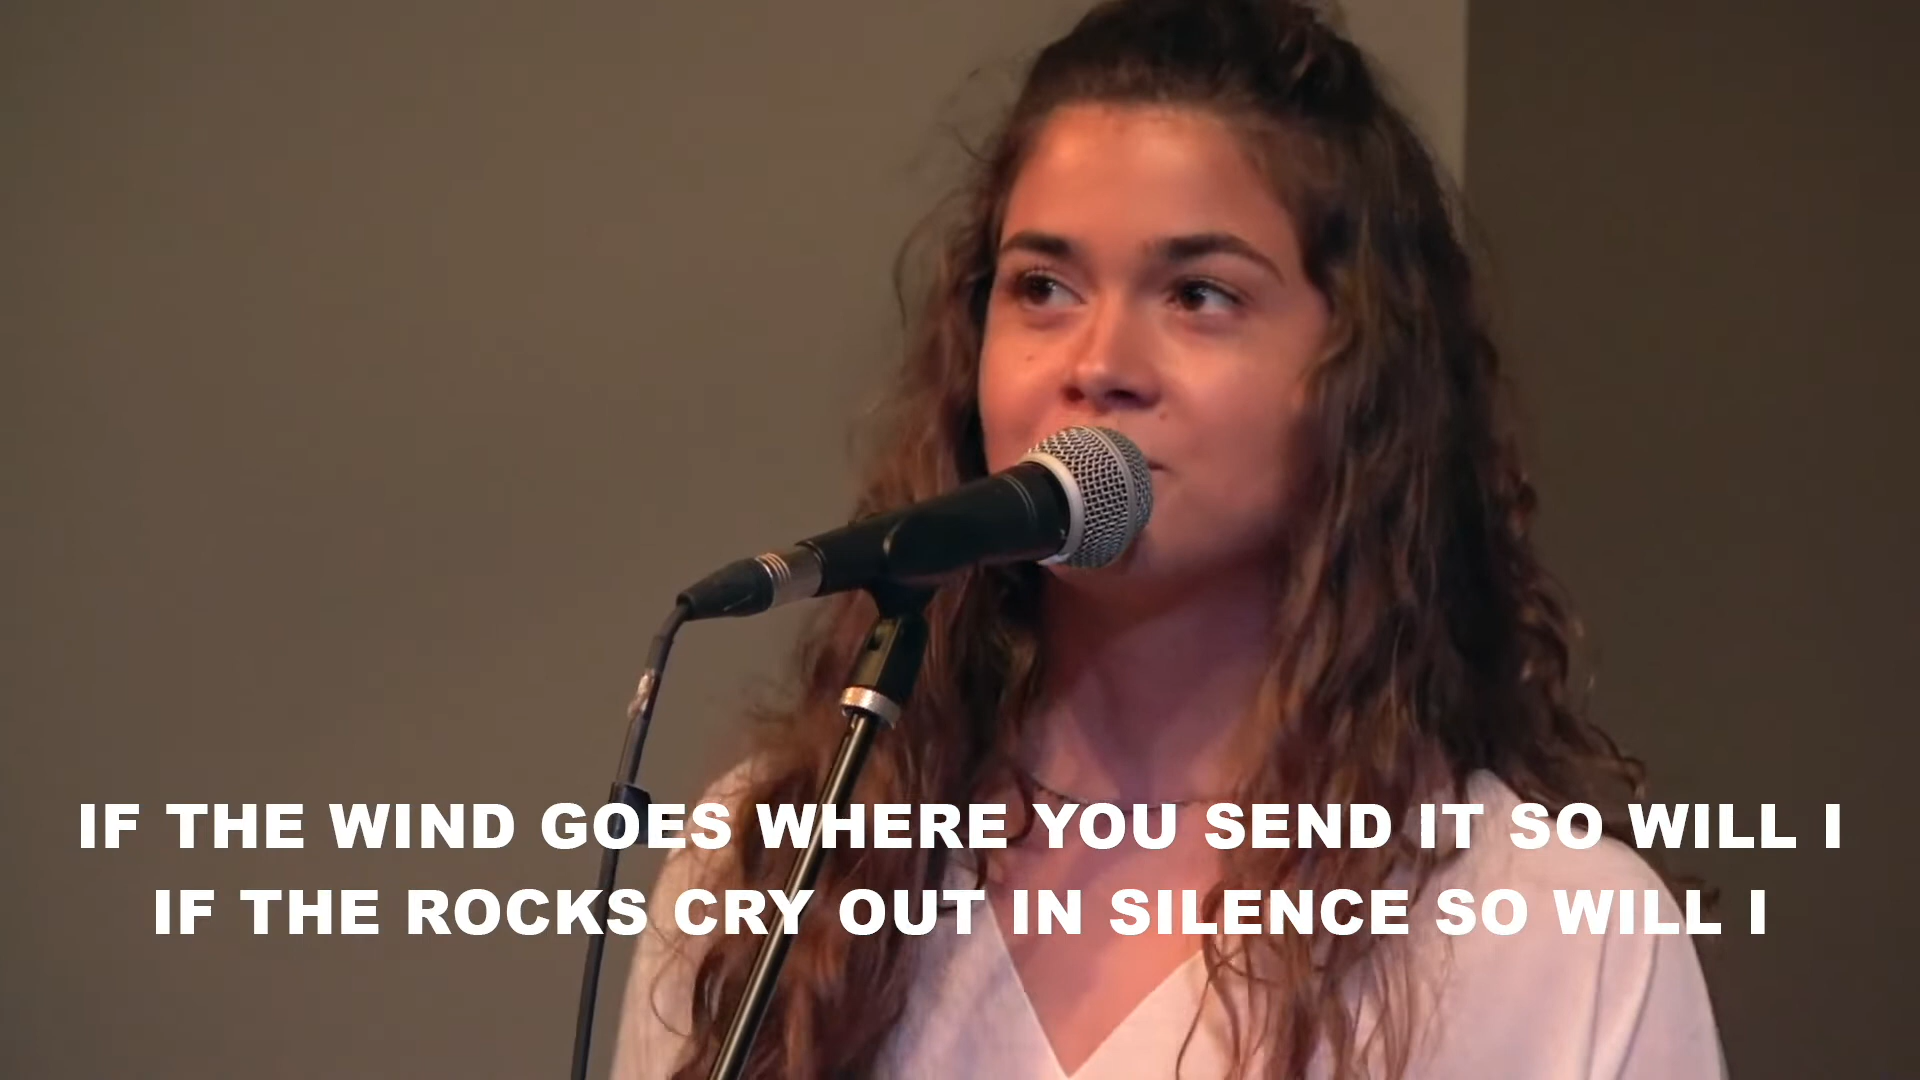 IF THE WIND GOES WHERE YOU SEND IT SO WILL I
IF THE ROCKS CRY OUT IN SILENCE SO WILL I